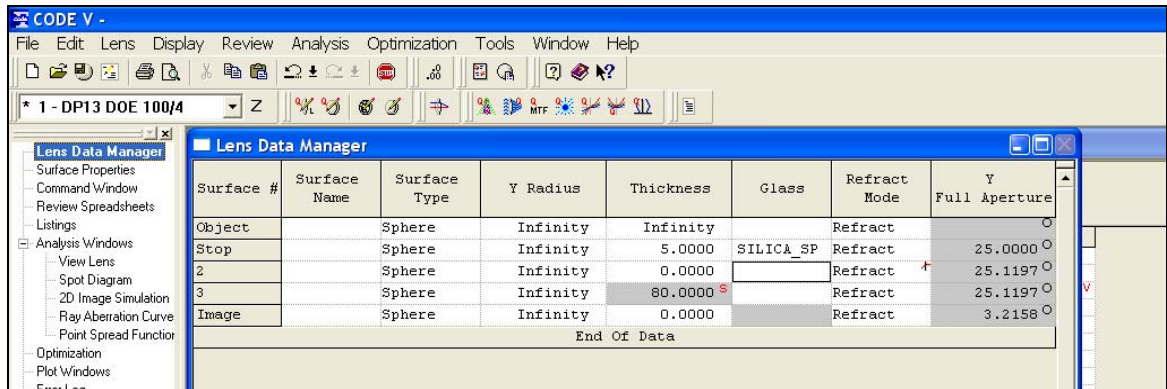 CODE V -
File Edit Lens Display Review Analysis Optimization Tools Window Help
* 1 - DP13 DOE 100/4 Z MTF
Lens Data Manager
Surface Properties
Command Window
Review Spreadsheets
Listings
Analysis Windows
View Lens
Spot Diagram
2D Image Simulation
Ray Aberration Curve
Point Spread Function
Optimization
Plot Windows
Error Log
Lens Data Manager
Surface # Surface Name Surface Type Y Radius Thickness Glass Refract Mode Y Full Aperture
Object Sphere Infinity Infinity Refract O
Stop Sphere Infinity 5.0000 SILICA_SP Refract 25.0000 O
2 Sphere Infinity 0.0000 Refract 25.1197 O
3 Sphere Infinity 80.0000 S Refract 25.1197 O
Image Sphere Infinity 0.0000 Refract 3.2158 O
End Of Data
V